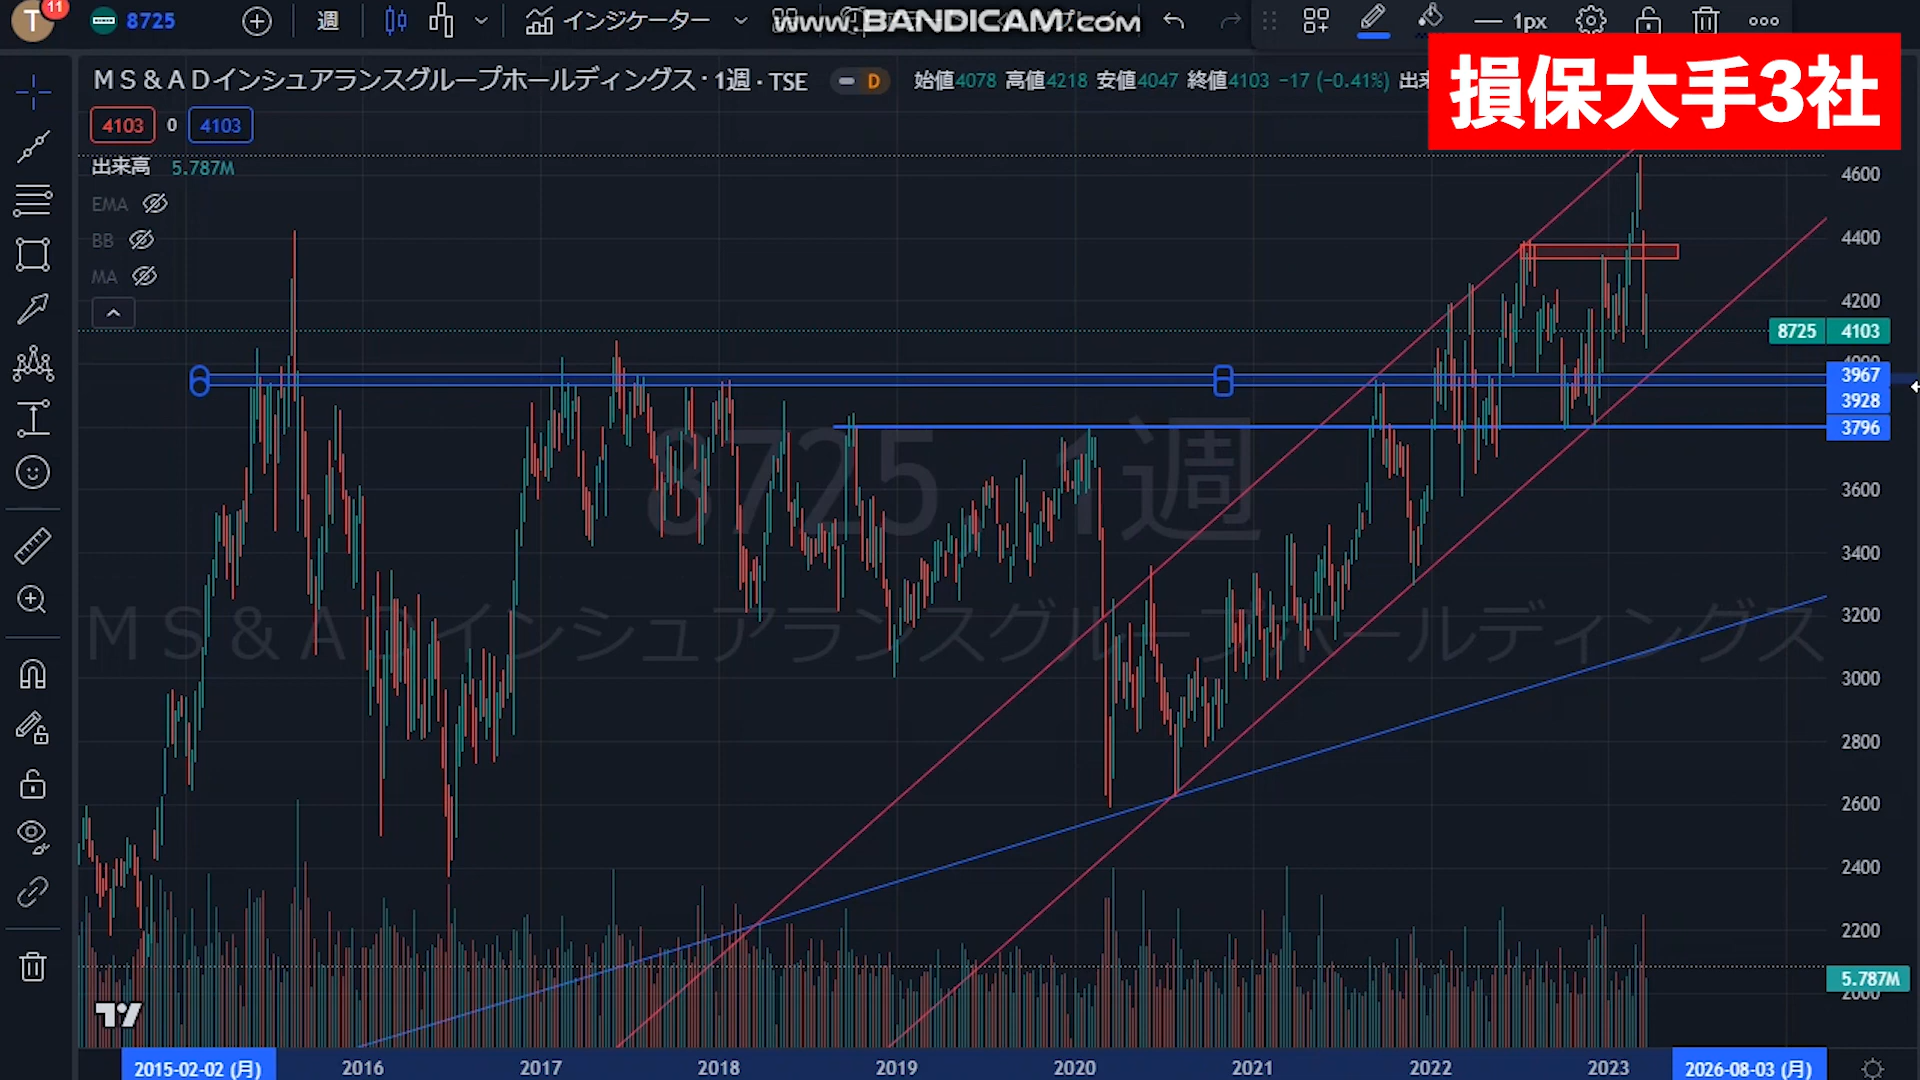 T
11
8725
週
インジケーター
www.BANDICAM.com
1px
MS&ADインシュアランスグループホールディングス · 1週 · TSE
D
始値4078 高値4218 安値4047 終値4103 −17 (−0.41%) 出来
損保大手3社
4103 0 4103
出来高 5.787M
EMA
BB
MA
8725 1週
MS&ADインシュアランスグループホールディングス
4600
4400
4200
8725 4103
4000
3967
3928
3796
3600
3400
3200
3000
2800
2600
2400
2200
5.787M
2000
2015-02-02 (月) 2016 2017 2018 2019 2020 2021 2022 2023 2026-08-03 (月)